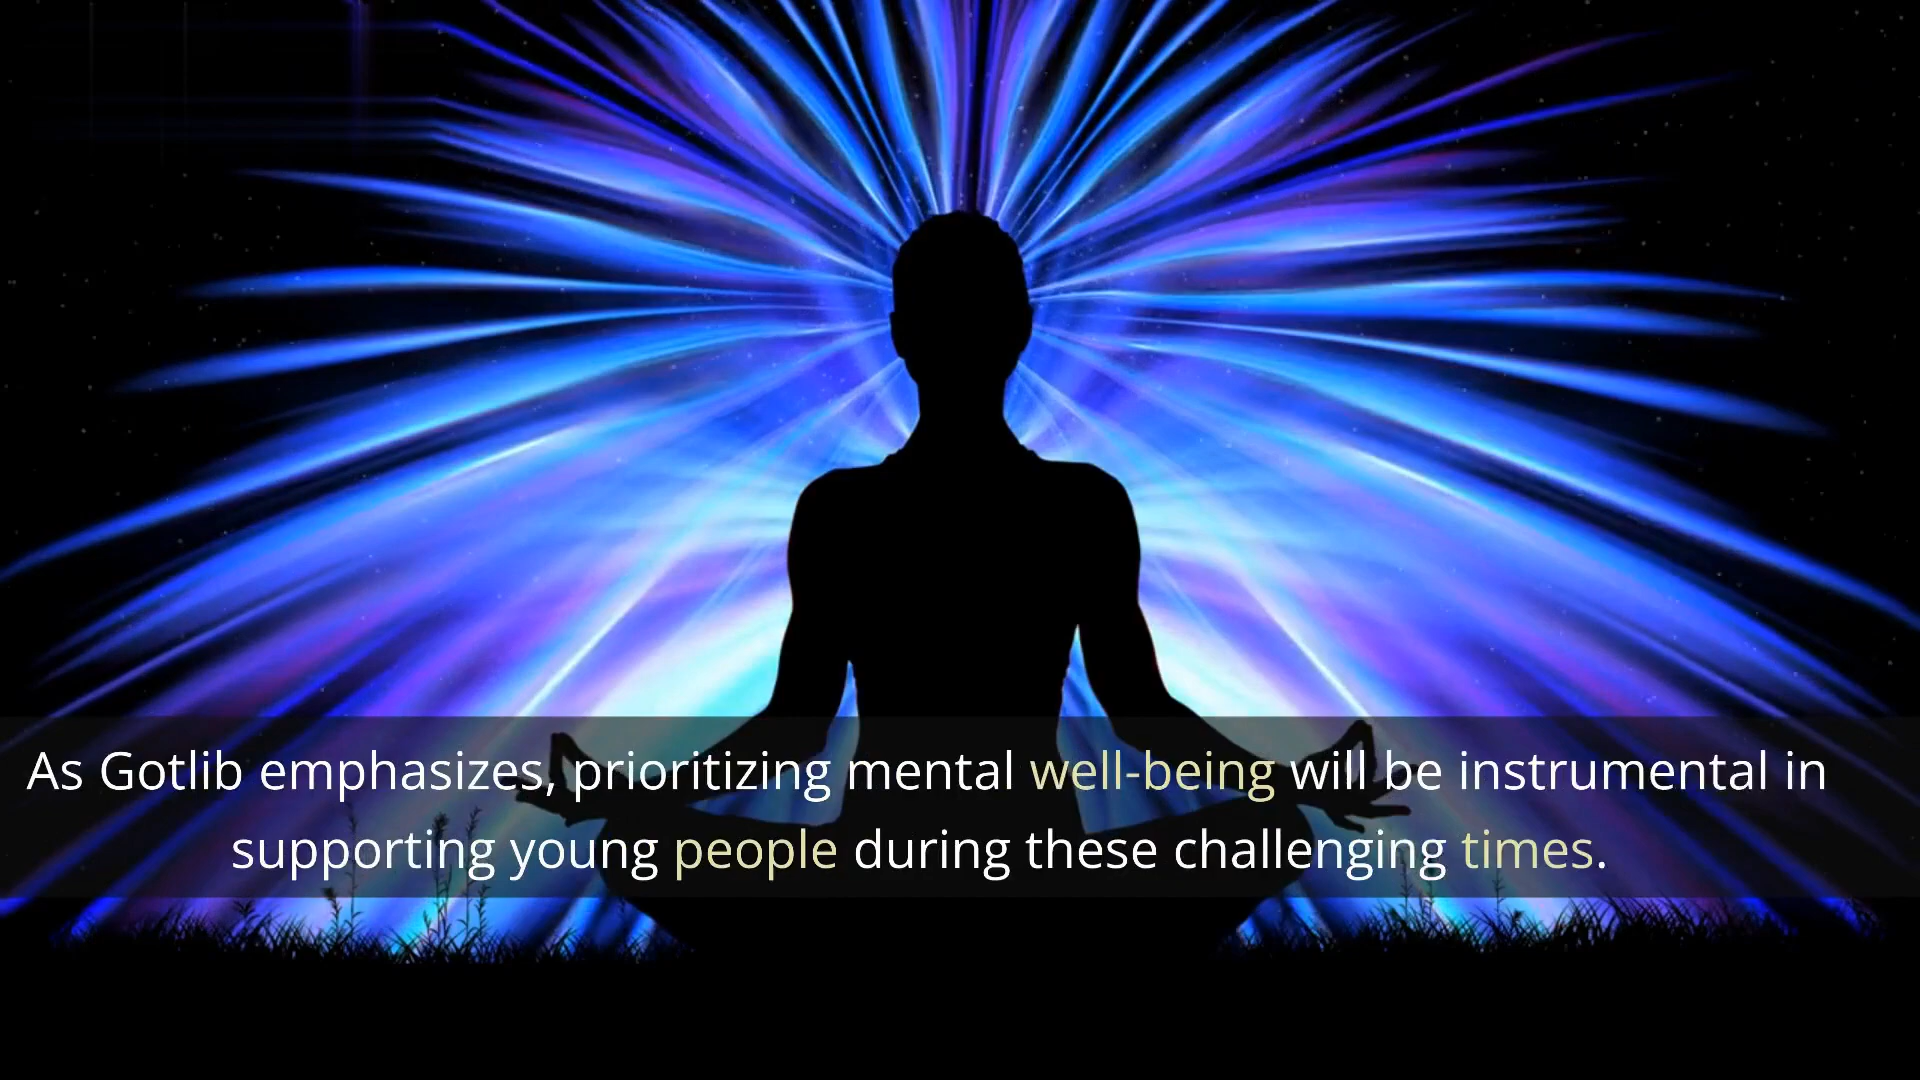 As Gotlib emphasizes, prioritizing mental well-being will be instrumental in
supporting young people during these challenging times.